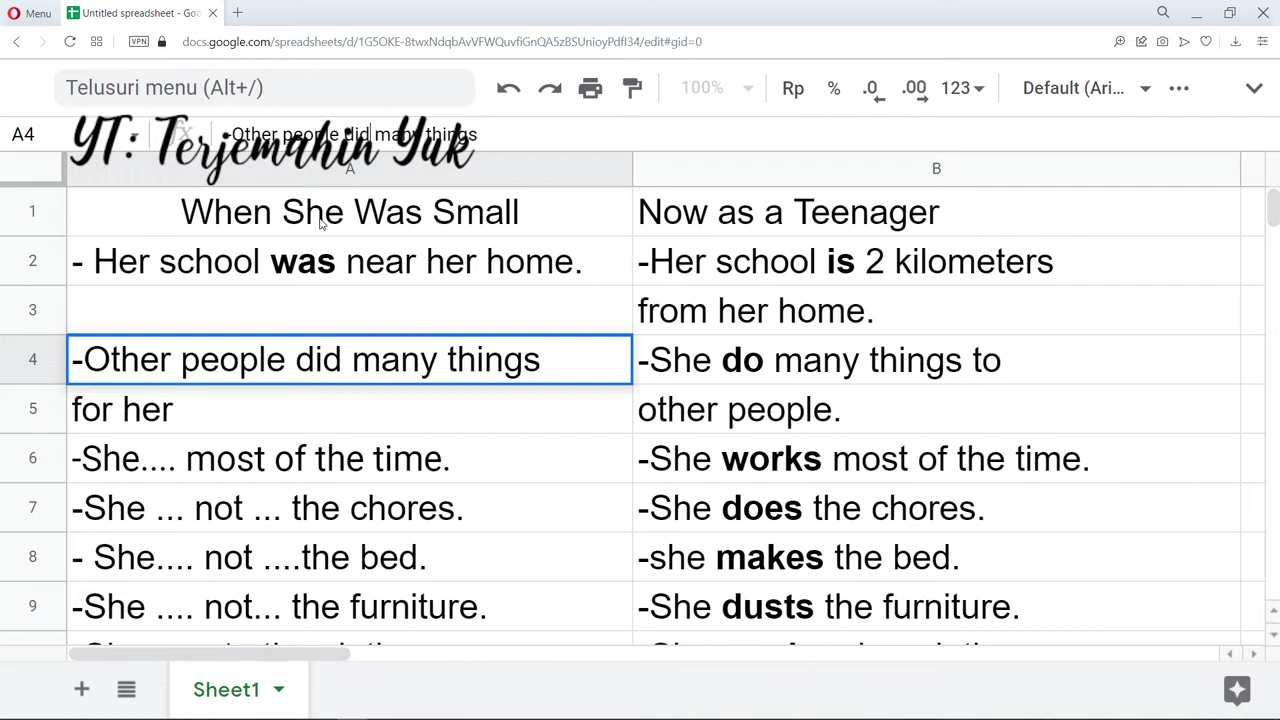 Menu
Untitled spreadsheet - Goo
VPN
docs.google.com/spreadsheets/d/1G5OKE-8twxNdqbAvVFWQuvfiGnQA5zBSUnioyPdfI34/edit#gid=0
Telusuri menu (Alt+/)
100%
Rp % .0 .00 123
Default (Ari...
A4
-Other people did many things
YT: Terjemahin Yuk
A B
1 When She Was Small Now as a Teenager
2 - Her school was near her home. -Her school is 2 kilometers
3 from her home.
4 -Other people did many things -She do many things to
5 for her other people.
6 -She.... most of the time. -She works most of the time.
7 -She ... not ... the chores. -She does the chores.
8 - She.... not ....the bed. -she makes the bed.
9 -She .... not... the furniture. -She dusts the furniture.
Sheet1